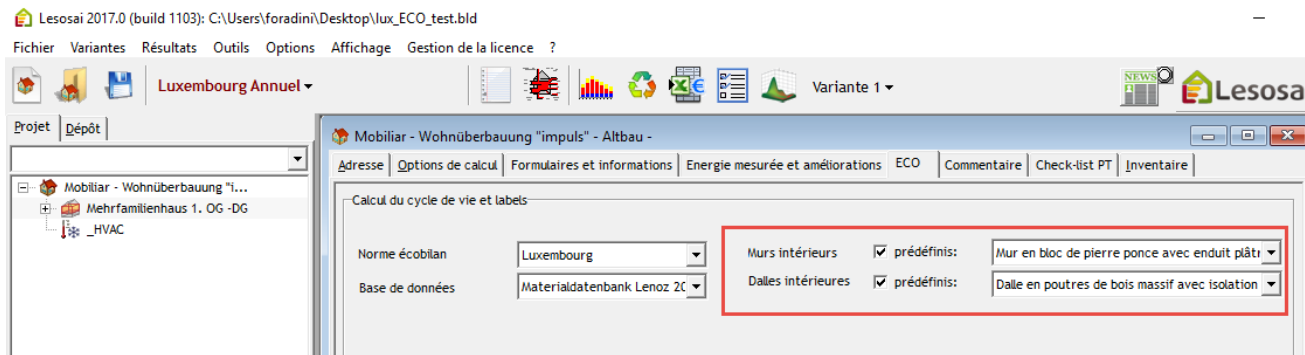 Lesosai 2017.0 (build 1103): C:\Users\foradini\Desktop\lux_ECO_test.bld
Fichier Variantes Résultats Outils Options Affichage Gestion de la licence ?
Luxembourg Annuel
Variante 1
NEWS
Lesosa
Projet Dépôt
Mobiliar - Wohnüberbauung "impuls" - Altbau -
Adresse Options de calcul Formulaires et informations Energie mesurée et améliorations ECO Commentaire Check-list PT Inventaire
Mobiliar - Wohnüberbauung "i...
Mehrfamilienhaus 1. OG -DG
_HVAC
Calcul du cycle de vie et labels
Norme écobilan Luxembourg
Murs intérieurs prédéfinis: Mur en bloc de pierre ponce avec enduit plâtr
Base de données Materialdatenbank Lenoz 20
Dalles intérieures prédéfinis: Dalle en poutres de bois massif avec isolation